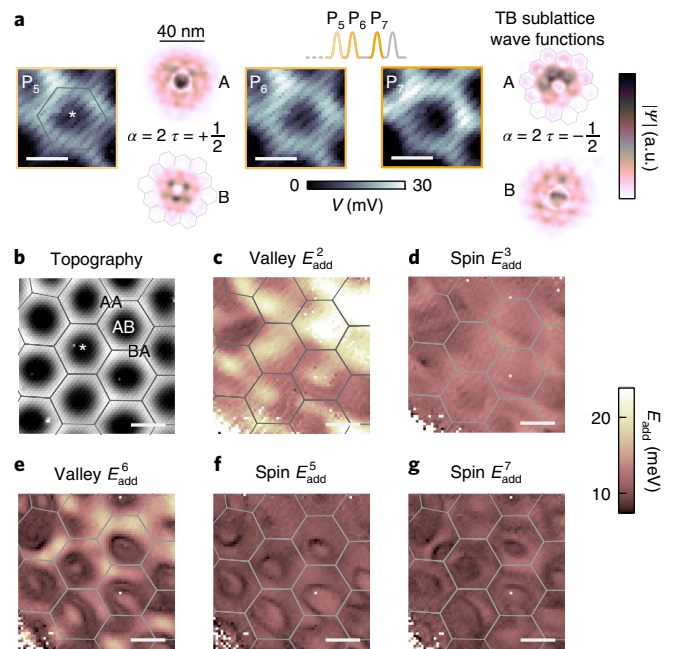 a
40 nm
P5 P6 P7
TB sublattice
wave functions
P5
A
P6
P7
A
*
α = 2 τ = +1/2
α = 2 τ = −1/2
|Ψ| (a.u.)
B
0 30
V (mV)
B
b Topography
c Valley E²add
d Spin E³add
AA
AB
* BA
e Valley E⁶add
f Spin E⁵add
g Spin E⁷add
20
10
Eadd (meV)